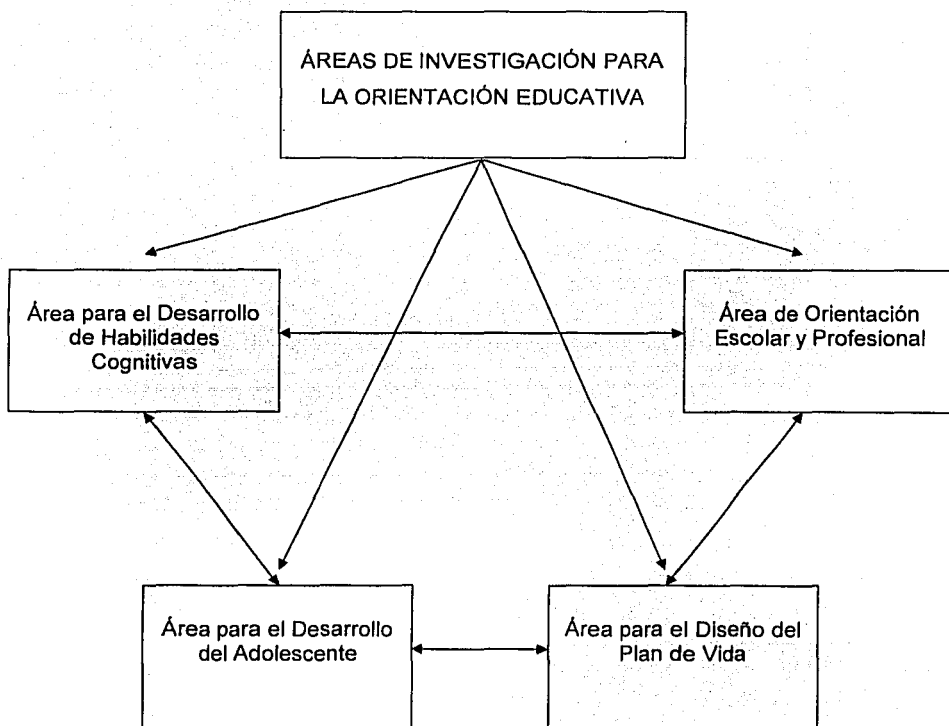 ÁREAS DE INVESTIGACIÓN PARA
LA ORIENTACIÓN EDUCATIVA
Área para el Desarrollo
de Habilidades
Cognitivas
Área de Orientación
Escolar y Profesional
Área para el Desarrollo
del Adolescente
Área para el Diseño del
Plan de Vida